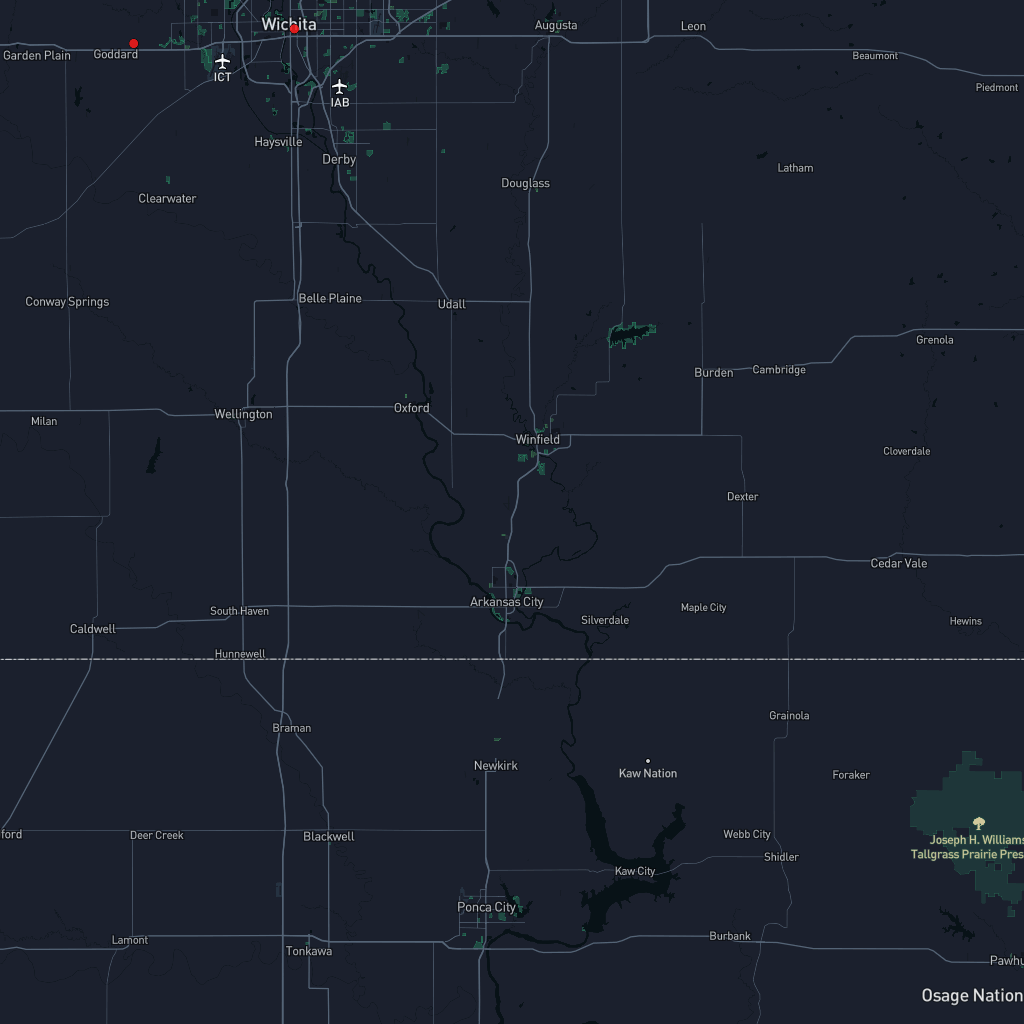 Wichita
Augusta
Leon
Garden Plain
Goddard
Beaumont
ICT
Piedmont
IAB
Haysville
Derby
Latham
Douglass
Clearwater
Conway Springs
Belle Plaine
Udall
Grenola
Burden
Cambridge
Oxford
Wellington
Milan
Winfield
Cloverdale
Dexter
Cedar Vale
Arkansas City
Maple City
South Haven
Silverdale
Hewins
Caldwell
Hunnewell
Grainola
Braman
Newkirk
Kaw Nation
Foraker
ford
Deer Creek
Blackwell
Webb City
Joseph H. Williams
Tallgrass Prairie Pres
Shidler
Kaw City
Ponca City
Burbank
Lamont
Tonkawa
Pawhu
Osage Nation